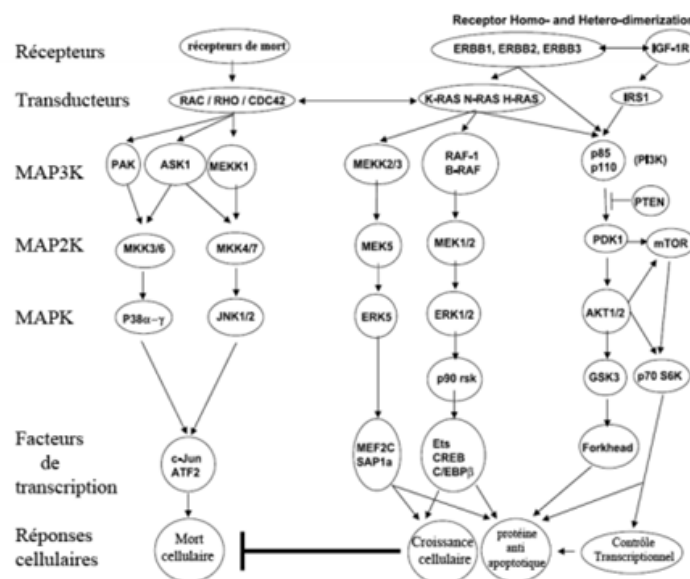 Receptor Homo- and Hetero-dimerization
Récepteurs
récepteurs de mort
ERBB1, ERBB2, ERBB3
IGF-1R
Transducteurs
RAC / RHO / CDC42
K-RAS N-RAS H-RAS
IRS1
MAP3K
PAK
ASK1
MEKK1
MEKK2/3
RAF-1
B-RAF
p85
p110
(PI3K)
PTEN
MAP2K
MKK3/6
MKK4/7
MEK5
MEK1/2
PDK1
mTOR
MAPK
P38α-γ
JNK1/2
ERK5
ERK1/2
AKT1/2
p90 rsk
GSK3
p70 S6K
Facteurs
de
transcription
c-Jun
ATF2
MEF2C
SAP1a
Ets
CREB
C/EBPβ
Forkhead
Réponses
cellulaires
Mort
cellulaire
Croissance
cellulaire
protéine
anti
apoptotique
Contrôle
Transcriptionnel